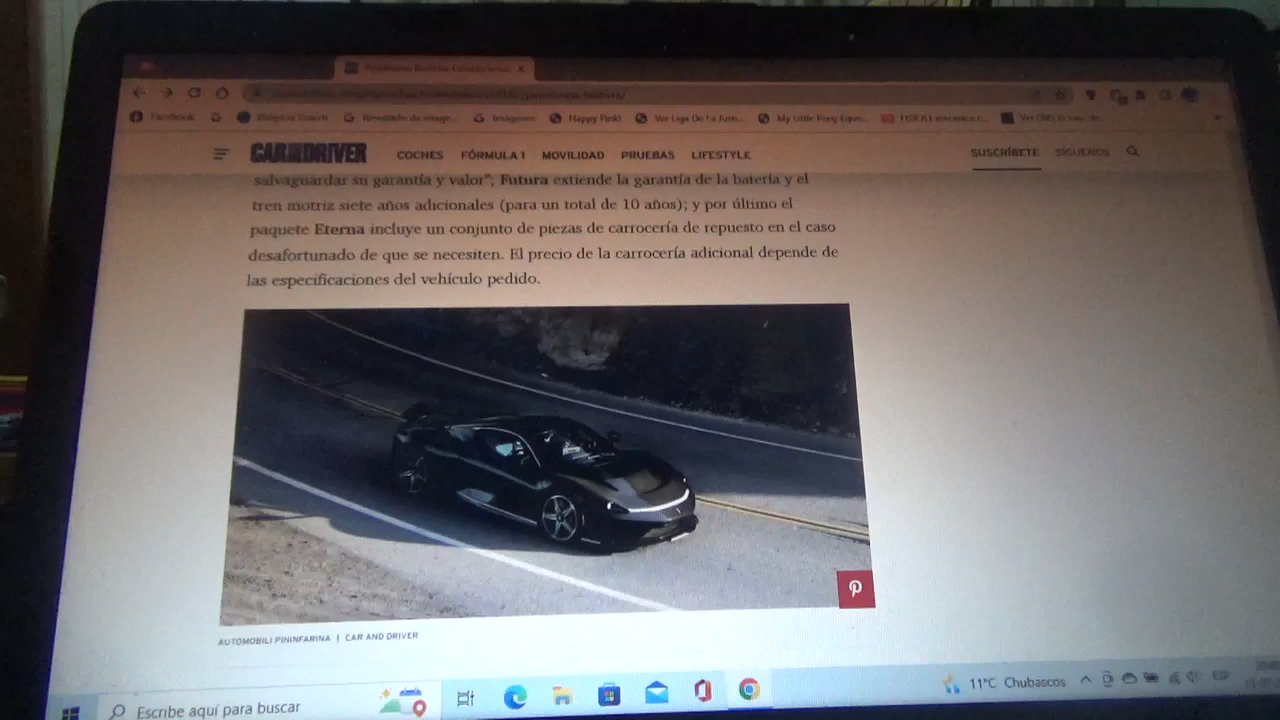 Facebook
Imágenes
Happy Pink!
CAR AND DRIVER
COCHES FÓRMULA 1 MOVILIDAD PRUEBAS LIFESTYLE
SUSCRÍBETE SÍGUENOS
salvaguardar su garantía y valor"; Futura extiende la garantía de la batería y el
tren motriz siete años adicionales (para un total de 10 años); y por último el
paquete Eterna incluye un conjunto de piezas de carrocería de repuesto en el caso
desafortunado de que se necesiten. El precio de la carrocería adicional depende de
las especificaciones del vehículo pedido.
AUTOMOBILI PININFARINA | CAR AND DRIVER
Escribe aquí para buscar
11°C Chubascos